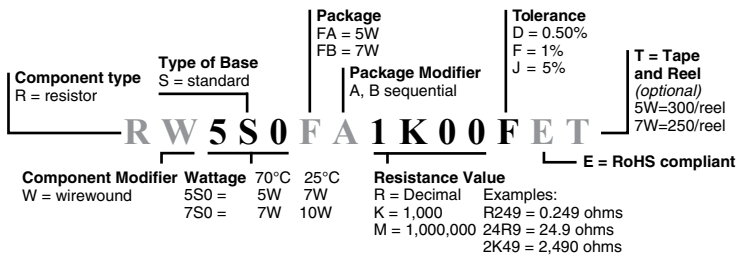 Package
FA = 5W
FB = 7W
Tolerance
D = 0.50%
F = 1%
J = 5%
Type of Base
S = standard
Component type
R = resistor
Package Modifier
A, B sequential
T = Tape
and Reel
(optional)
5W=300/reel
7W=250/reel
R W 5 S 0 F A 1 K 0 0 F E T
E = RoHS compliant
Component Modifier
W = wirewound
Wattage 70°C 25°C
5S0 = 5W 7W
7S0 = 7W 10W
Resistance Value
R = Decimal
K = 1,000
M = 1,000,000
Examples:
R249 = 0.249 ohms
24R9 = 24.9 ohms
2K49 = 2,490 ohms